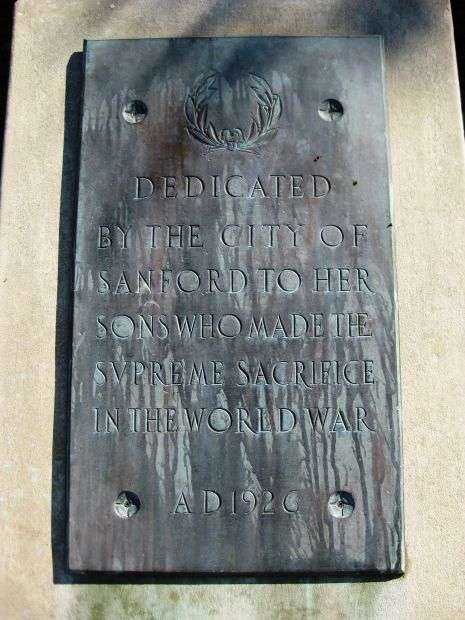 DEDICATED
BY THE CITY OF
SANFORD TO HER
SONS WHO MADE THE
SVPREME SACRIFICE
IN THE WORLD WAR
A D 1926